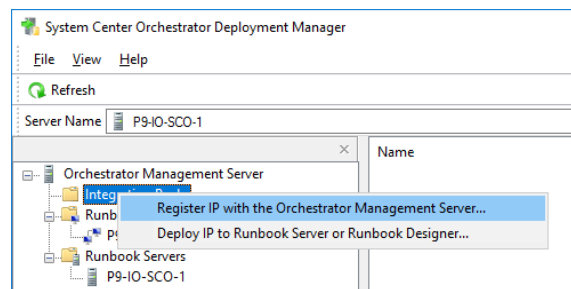 System Center Orchestrator Deployment Manager
File View Help
Refresh
Server Name P9-IO-SCO-1
Name
Orchestrator Management Server
Register IP with the Orchestrator Management Server...
Deploy IP to Runbook Server or Runbook Designer...
Runbook Servers
P9-IO-SCO-1